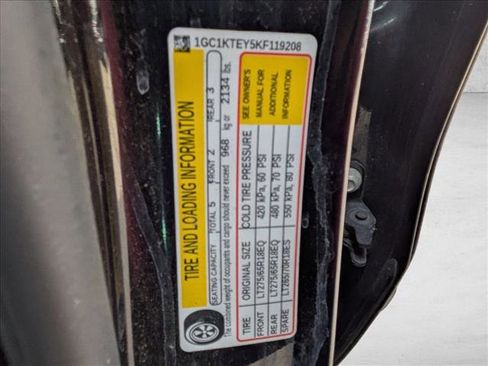 1GC1KTEY5KF119208
TIRE AND LOADING INFORMATION
SEATING CAPACITY TOTAL 5 FRONT 2 REAR 3
The combined weight of occupants and cargo should never exceed 968 kg or 2134 lbs.
TIRE ORIGINAL SIZE COLD TIRE PRESSURE
FRONT LT275/65R18EQ 420 kPa, 60 PSI
REAR LT275/65R18EQ 480 kPa, 70 PSI
SPARE LT265/70R18ES 550 kPa, 80 PSI
SEE OWNER'S
MANUAL FOR
ADDITIONAL
INFORMATION